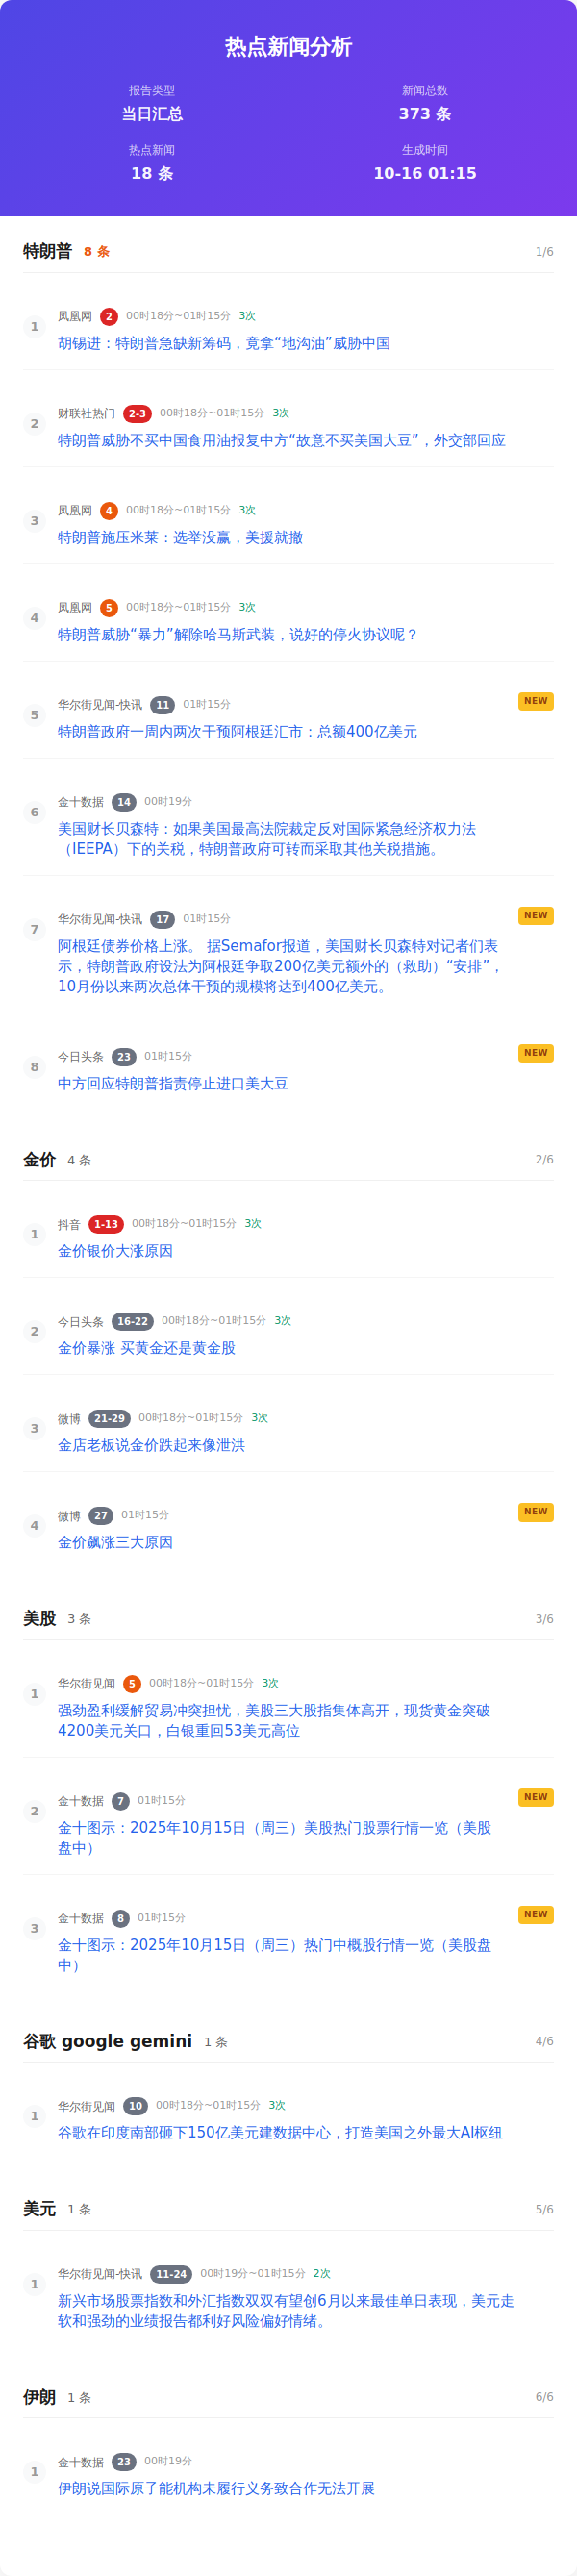 热点新闻分析
报告类型
当日汇总
新闻总数
373 条
热点新闻
18 条
生成时间
10-16 01:15
特朗普 8 条 1/6
1
凤凰网 2 00时18分~01时15分 3次
胡锡进：特朗普急缺新筹码，竟拿“地沟油”威胁中国
2
财联社热门 2-3 00时18分~01时15分 3次
特朗普威胁不买中国食用油报复中方“故意不买美国大豆”，外交部回应
3
凤凰网 4 00时18分~01时15分 3次
特朗普施压米莱：选举没赢，美援就撤
4
凤凰网 5 00时18分~01时15分 3次
特朗普威胁“暴力”解除哈马斯武装，说好的停火协议呢？
5
华尔街见闻-快讯 11 01时15分 NEW
特朗普政府一周内两次干预阿根廷汇市：总额400亿美元
6
金十数据 14 00时19分
美国财长贝森特：如果美国最高法院裁定反对国际紧急经济权力法
（IEEPA）下的关税，特朗普政府可转而采取其他关税措施。
7
华尔街见闻-快讯 17 01时15分 NEW
阿根廷债券价格上涨。 据Semafor报道，美国财长贝森特对记者们表
示，特朗普政府设法为阿根廷争取200亿美元额外的（救助）“安排”，
10月份以来两次总体干预的规模将达到400亿美元。
8
今日头条 23 01时15分 NEW
中方回应特朗普指责停止进口美大豆
金价 4 条 2/6
1
抖音 1-13 00时18分~01时15分 3次
金价银价大涨原因
2
今日头条 16-22 00时18分~01时15分 3次
金价暴涨 买黄金还是黄金股
3
微博 21-29 00时18分~01时15分 3次
金店老板说金价跌起来像泄洪
4
微博 27 01时15分 NEW
金价飙涨三大原因
美股 3 条 3/6
1
华尔街见闻 5 00时18分~01时15分 3次
强劲盈利缓解贸易冲突担忧，美股三大股指集体高开，现货黄金突破
4200美元关口，白银重回53美元高位
2
金十数据 7 01时15分 NEW
金十图示：2025年10月15日（周三）美股热门股票行情一览（美股
盘中）
3
金十数据 8 01时15分 NEW
金十图示：2025年10月15日（周三）热门中概股行情一览（美股盘
中）
谷歌 google gemini 1 条 4/6
1
华尔街见闻 10 00时18分~01时15分 3次
谷歌在印度南部砸下150亿美元建数据中心，打造美国之外最大AI枢纽
美元 1 条 5/6
1
华尔街见闻-快讯 11-24 00时19分~01时15分 2次
新兴市场股票指数和外汇指数双双有望创6月以来最佳单日表现，美元走
软和强劲的业绩报告都利好风险偏好情绪。
伊朗 1 条 6/6
1
金十数据 23 00时19分
伊朗说国际原子能机构未履行义务致合作无法开展